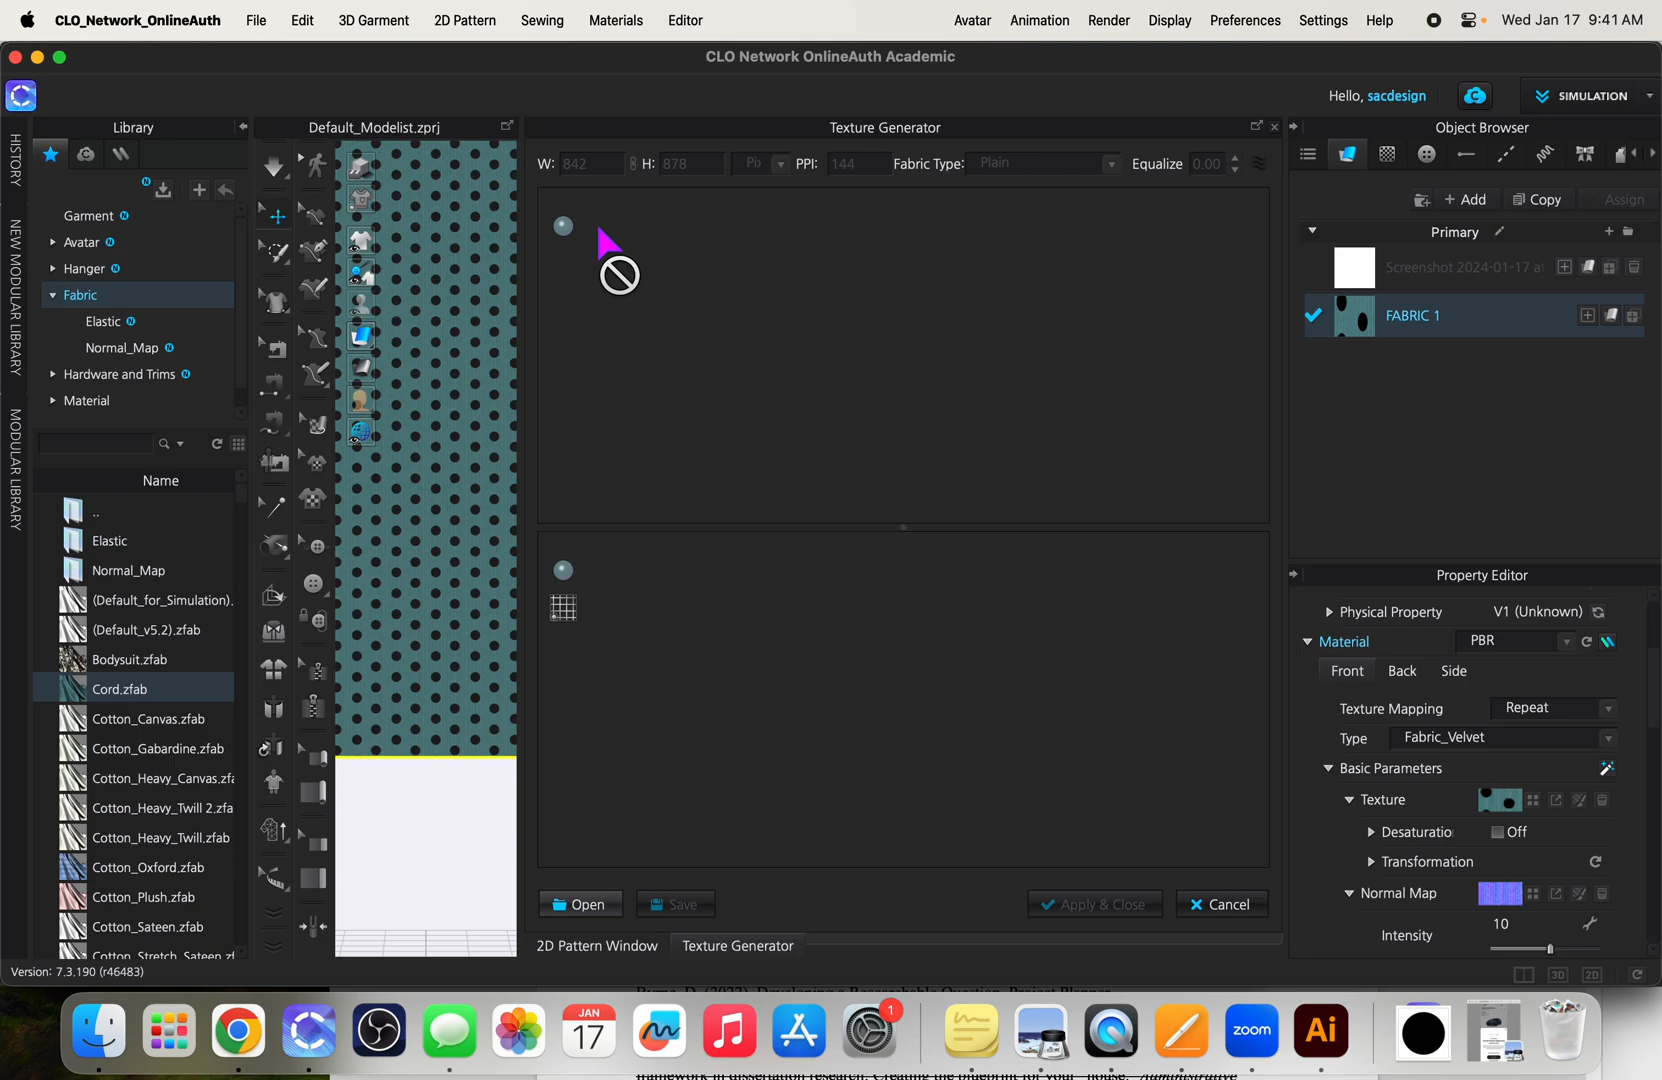 CLO_Network_OnlineAuth File Edit 3D Garment 2D Pattern Sewing Materials Editor Avatar Animation Render Display Preferences Settings Help Wed Jan 17 9:41 AM
CLO Network OnlineAuth Academic
Hello, sacdesign SIMULATION
HISTORY
NEW MODULAR LIBRARY
MODULAR LIBRARY
Library
Garment N
Avatar N
Hanger N
Fabric
Elastic N
Normal_Map N
Hardware and Trims N
Material
Name
..
Elastic
Normal_Map
(Default_for_Simulation).
(Default_v5.2).zfab
Bodysuit.zfab
Cord.zfab
Cotton_Canvas.zfab
Cotton_Gabardine.zfab
Cotton_Heavy_Canvas.zfa
Cotton_Heavy_Twill 2.zfa
Cotton_Heavy_Twill.zfab
Cotton_Oxford.zfab
Cotton_Plush.zfab
Cotton_Sateen.zfab
Cotton_Stretch_Sateen.zf
Version: 7.3.190 (r46483)
Default_Modelist.zprj
Texture Generator
W: 842 H: 878 Pix PPI: 144 Fabric Type: Plain Equalize 0.00
Open Save Apply & Close Cancel
2D Pattern Window Texture Generator
Object Browser
+ Add Copy Assign
Primary
Screenshot 2024-01-17 at
FABRIC 1
Property Editor
Physical Property V1 (Unknown)
Material PBR
Front Back Side
Texture Mapping Repeat
Type Fabric_Velvet
Basic Parameters
Texture
Desaturatio Off
Transformation
Normal Map
Intensity 10
3D 2D
JAN
17
1
zoom
Ai